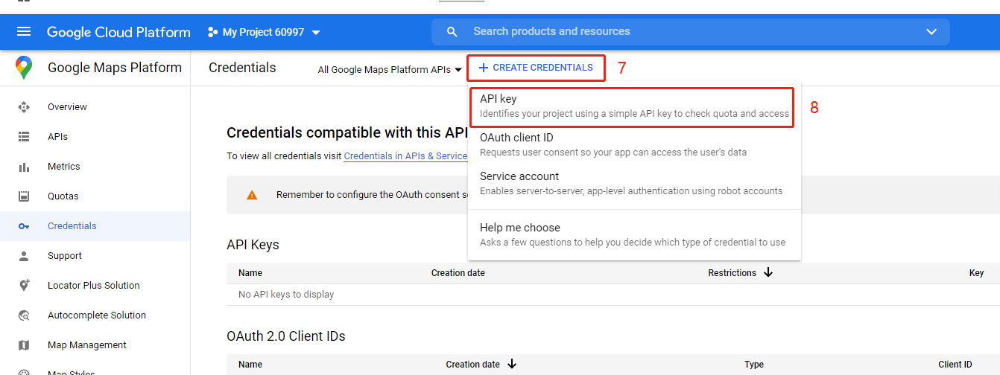 Google Cloud Platform My Project 60997 Search products and resources
Google Maps Platform Credentials All Google Maps Platform APIs + CREATE CREDENTIALS 7
API key
Identifies your project using a simple API key to check quota and access
8
OAuth client ID
Requests user consent so your app can access the user's data
Service account
Enables server-to-server, app-level authentication using robot accounts
Help me choose
Asks a few questions to help you decide which type of credential to use
Overview
APIs
Metrics
Quotas
Credentials
Support
Locator Plus Solution
Autocomplete Solution
Map Management
Map Styles
Credentials compatible with this API
To view all credentials visit Credentials in APIs & Service
Remember to configure the OAuth consent
API Keys
Name Creation date Restrictions Key
No API keys to display
OAuth 2.0 Client IDs
Name Creation date Type Client ID